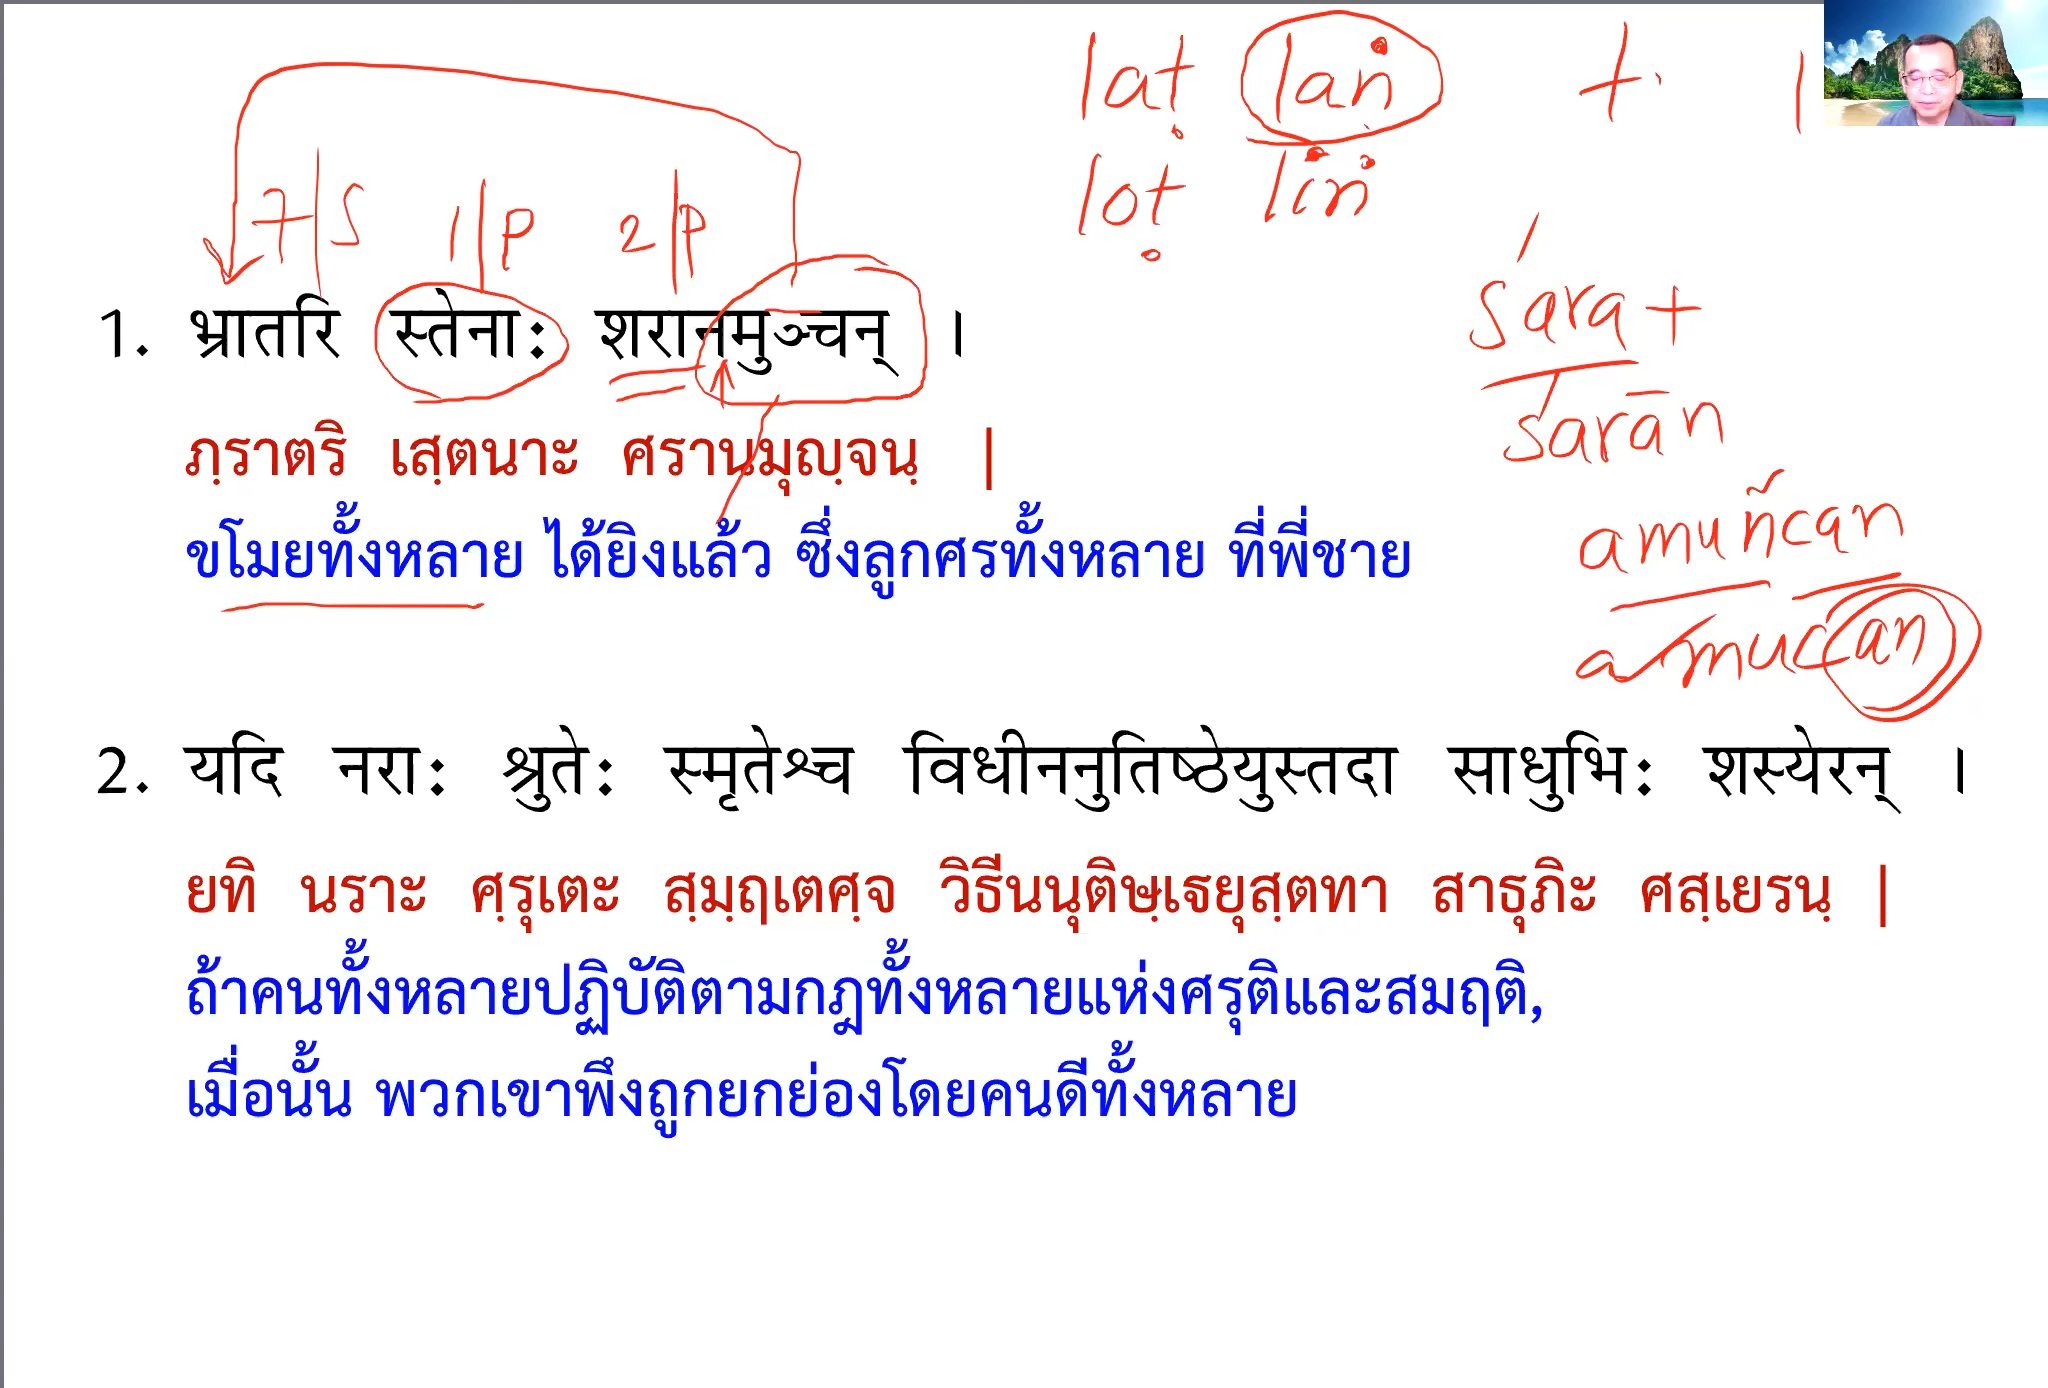 laṭ laṅ + |
loṭ liṅ
7|S 1|P 2|P
śara +
1. भ्रातरि स्तेनाः शरानमुञ्चन् ।
śarān
ภฺราตริ เสฺตนาะ ศรานมุญฺจนฺ |
amuñcan
ขโมยทั้งหลาย ได้ยิงแล้ว ซึ่งลูกศรทั้งหลาย ที่พี่ชาย
amucan
2. यदि नराः श्रुतेः स्मृतेश्च विधीननुतिष्ठेयुस्तदा साधुभिः शस्येरन् ।
ยทิ นราะ ศฺรุเตะ สฺมฺฤเตศฺจ วิธีนนุติษฺเฐยุสฺตทา สาธุภิะ ศสฺเยรนฺ |
ถ้าคนทั้งหลายปฏิบัติตามกฎทั้งหลายแห่งศรุติและสมฤติ,
เมื่อนั้น พวกเขาพึงถูกยกย่องโดยคนดีทั้งหลาย